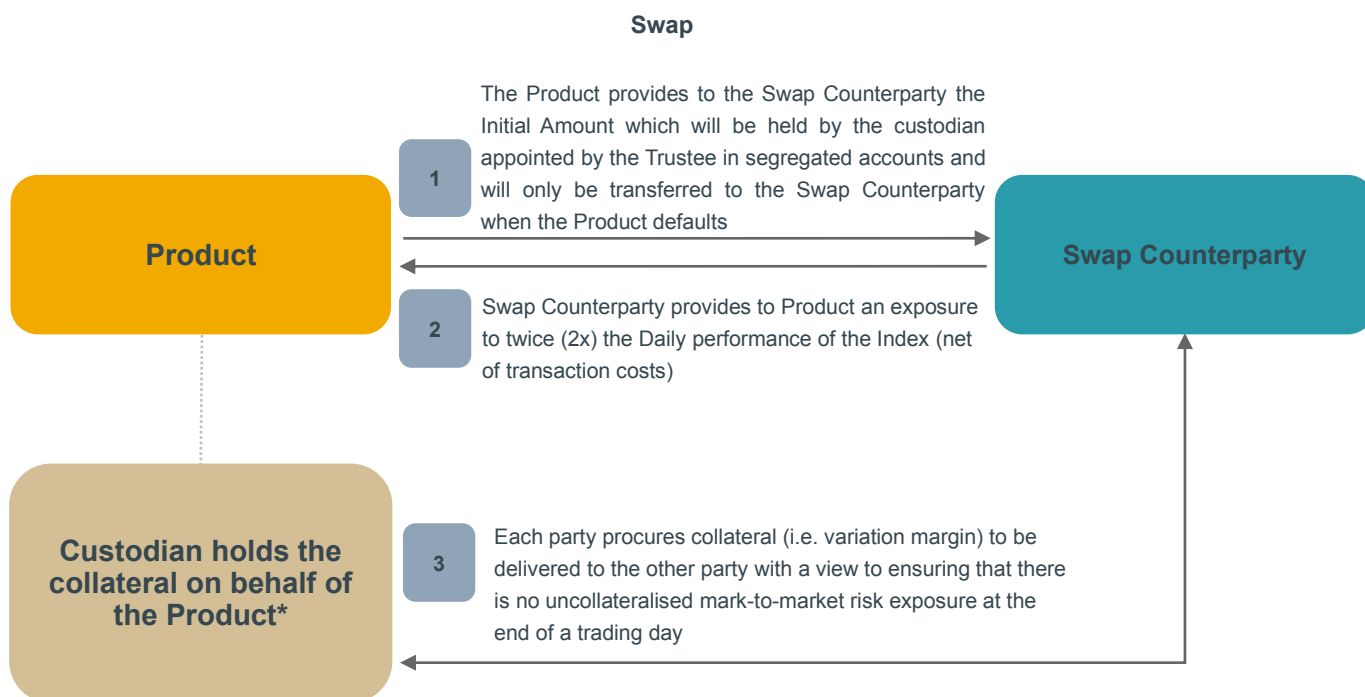 Swap
The Product provides to the Swap Counterparty the
Initial Amount which will be held by the custodian
appointed by the Trustee in segregated accounts and
will only be transferred to the Swap Counterparty
when the Product defaults
1
Product
Swap Counterparty
2
Swap Counterparty provides to Product an exposure
to twice (2x) the Daily performance of the Index (net
of transaction costs)
Custodian holds the
collateral on behalf of
the Product*
3
Each party procures collateral (i.e. variation margin) to be
delivered to the other party with a view to ensuring that there
is no uncollateralised mark-to-market risk exposure at the
end of a trading day